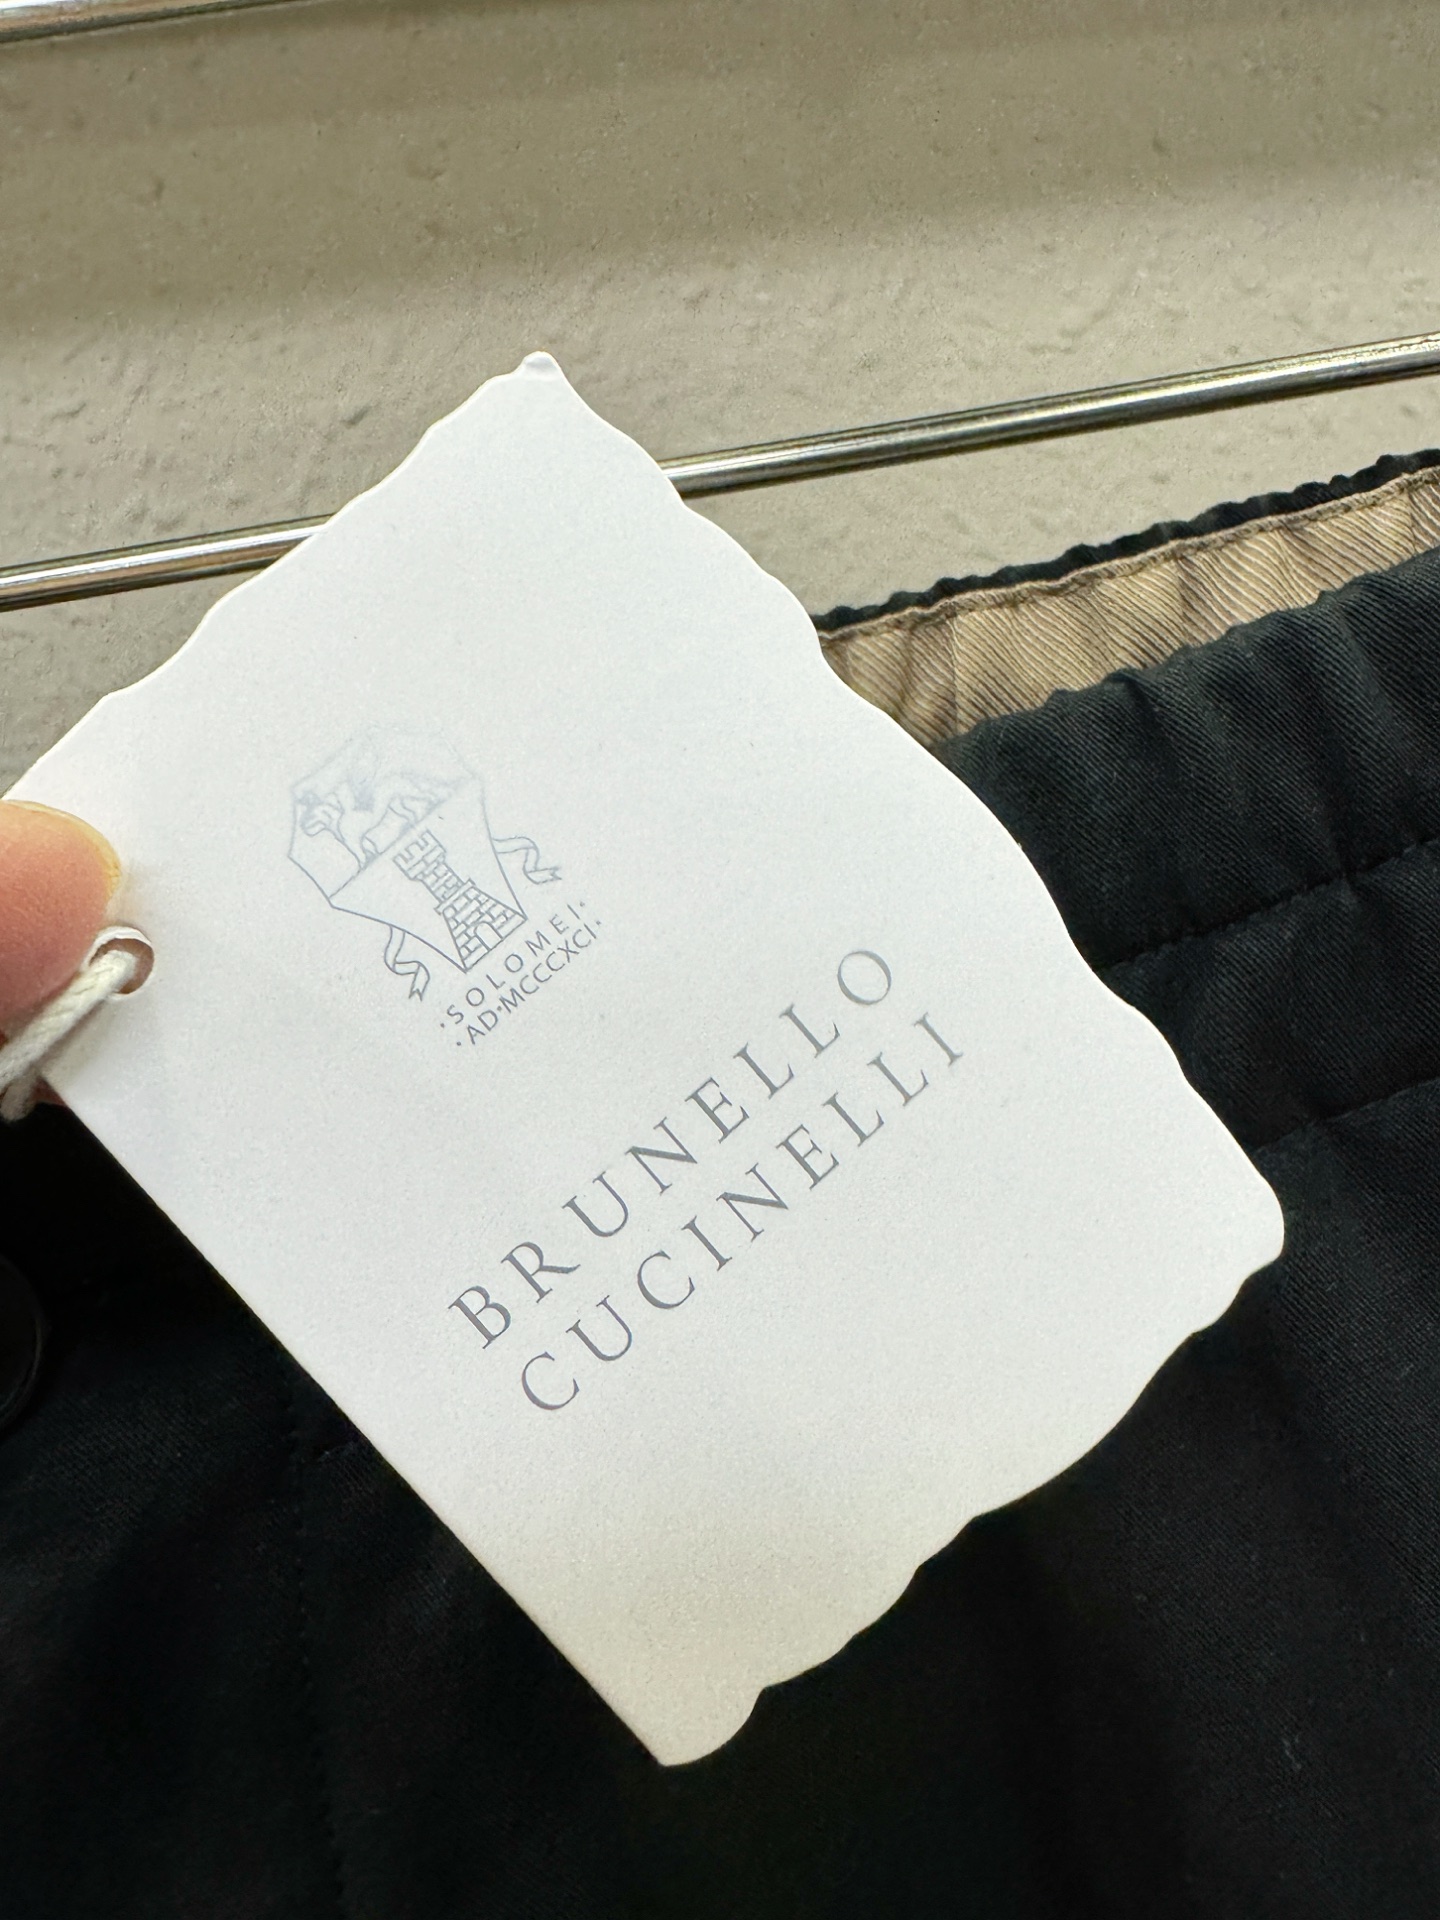 ·SOLOMEI·
·AD·MCCCXCI·
BRUNELLO
CUCINELLI